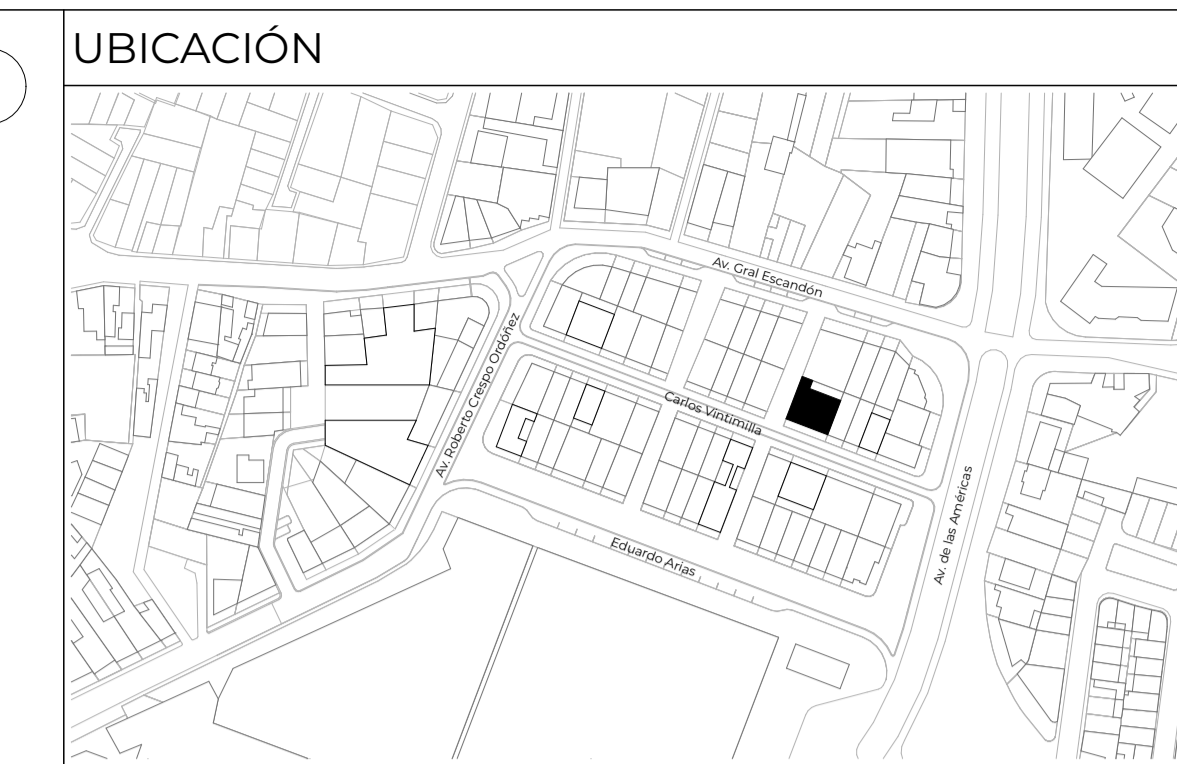 UBICACIÓN
Av. Gral Escandón
Av. Roberto Crespo Ordóñez
Carlos Vintimilla
Av. de las Américas
Eduardo Arias